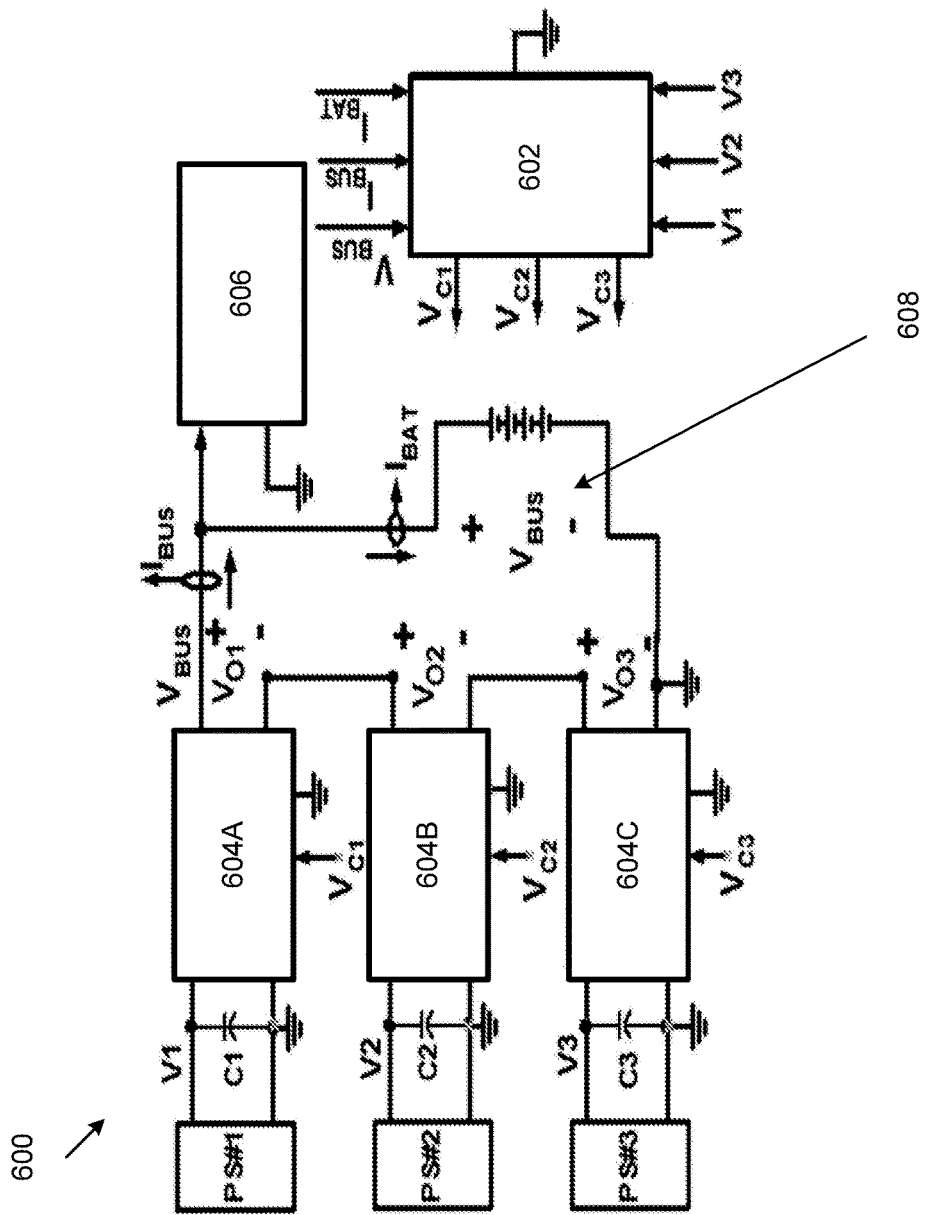 600
PS#1
V1
C1
604A
VC1
VBUS
VO1
+
-
IBUS
606
PS#2
V2
C2
604B
VC2
+
VO2
-
IBAT
+
VBUS
-
PS#3
V3
C3
604C
VC3
+
VO3
-
VBUS
IBUS
IBAT
602
VC1
VC2
VC3
V1
V2
V3
608